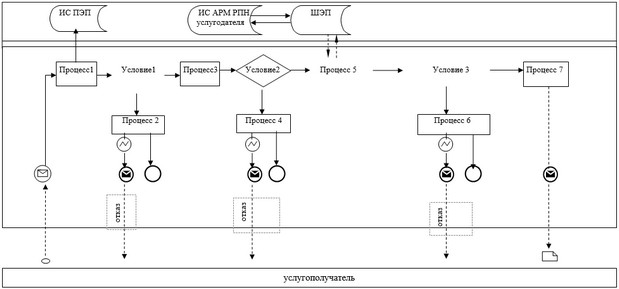 ИС ПЭП
ИС АРМ РПН
услугодателя
ШЭП
Процесс1
Условие1
Процесс3
Условие2
Процесс 5
Условие 3
Процесс 7
Процесс 2
Процесс 4
Процесс 6
отказ
отказ
отказ
услугополучатель